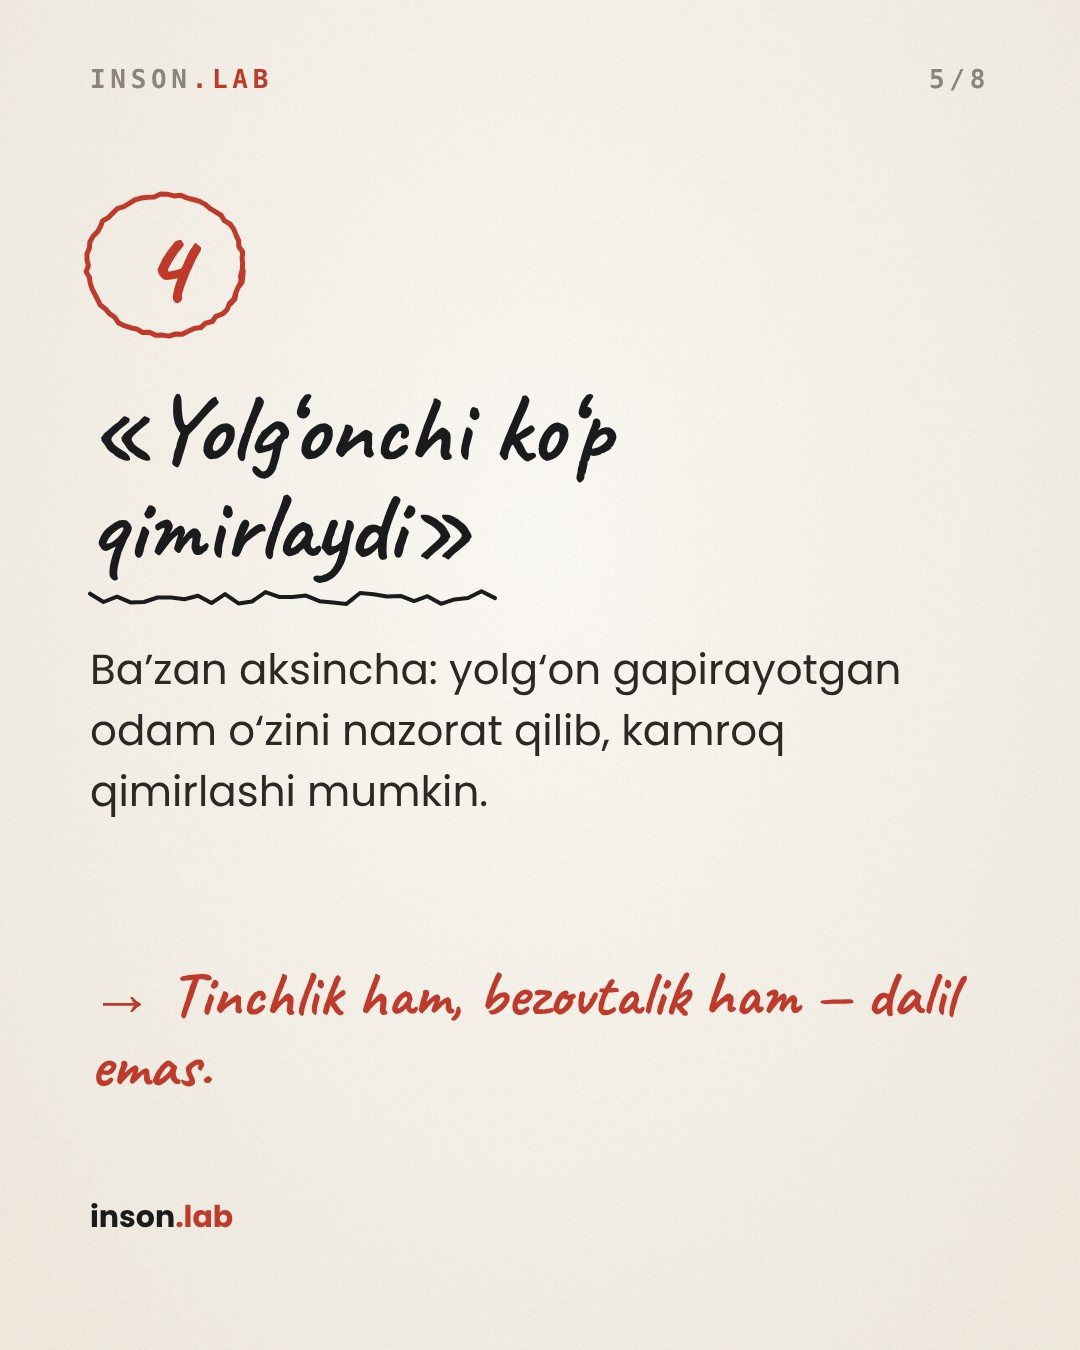 INSON.LAB
5/8
4
«Yolg‘onchi ko‘p
qimirlaydi»
Ba’zan aksincha: yolg‘on gapirayotgan
odam o‘zini nazorat qilib, kamroq
qimirlashi mumkin.
→ Tinchlik ham, bezovtalik ham — dalil
emas.
inson.lab